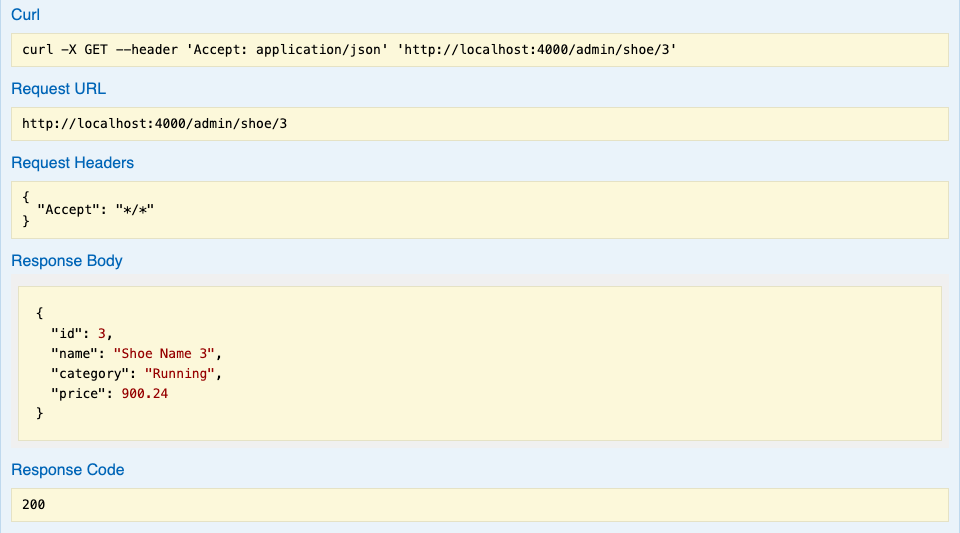 Curl
curl -X GET --header 'Accept: application/json' 'http://localhost:4000/admin/shoe/3'
Request URL
http://localhost:4000/admin/shoe/3
Request Headers
{
  "Accept": "*/*"
}
Response Body
{
  "id": 3,
  "name": "Shoe Name 3",
  "category": "Running",
  "price": 900.24
}
Response Code
200